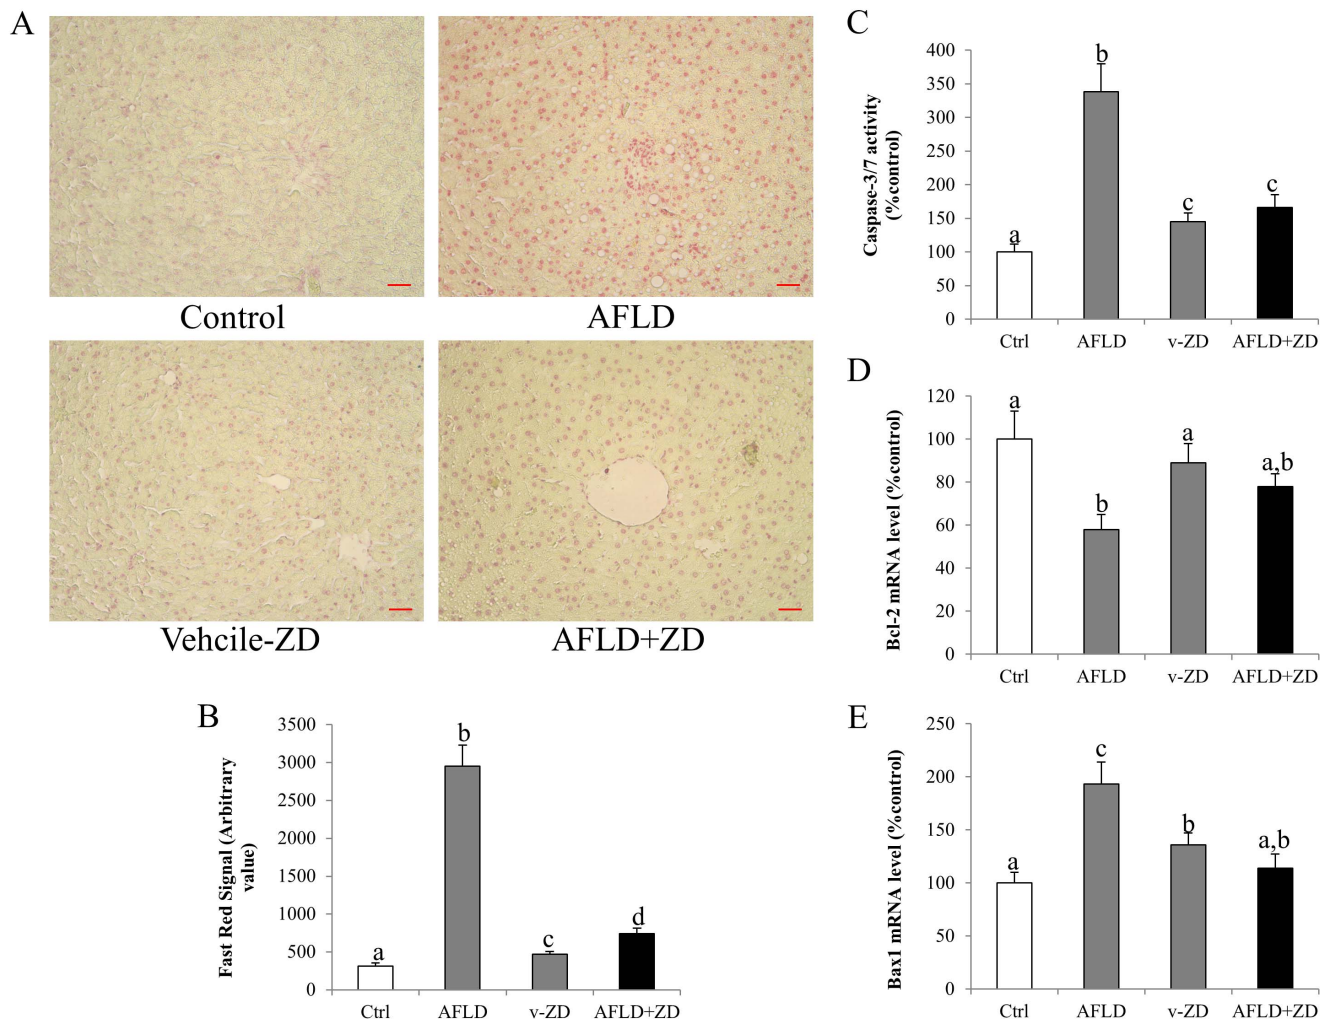 A
Control
AFLD
Vehcile-ZD
AFLD+ZD
B
Fast Red Signal (Arbitrary
value)
3500
3000
2500
2000
1500
1000
500
0
a
b
c
d
Ctrl
AFLD
v-ZD
AFLD+ZD
C
Caspase-3/7 activity
(%control)
400
350
300
250
200
150
100
50
0
a
b
c
c
Ctrl
AFLD
v-ZD
AFLD+ZD
D
Bcl-2 mRNA level (%control)
120
100
80
60
40
20
0
a
b
a
a,b
Ctrl
AFLD
v-ZD
AFLD+ZD
E
Bax1 mRNA level (%control)
250
200
150
100
50
0
a
c
b
a,b
Ctrl
AFLD
v-ZD
AFLD+ZD